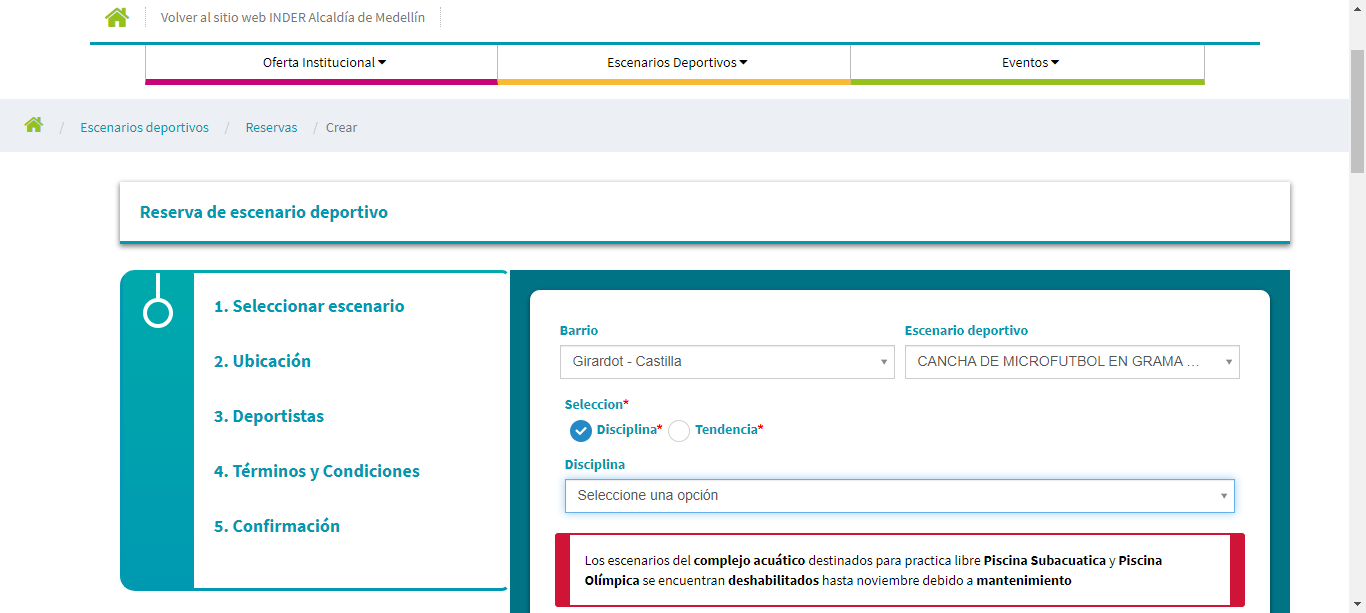 Volver al sitio web INDER Alcaldía de Medellín
Oferta Institucional
Escenarios Deportivos
Eventos
/ Escenarios deportivos / Reservas / Crear
Reserva de escenario deportivo
1. Seleccionar escenario
2. Ubicación
3. Deportistas
4. Términos y Condiciones
5. Confirmación
Barrio
Girardot - Castilla
Escenario deportivo
CANCHA DE MICROFUTBOL EN GRAMA ...
Seleccion*
Disciplina* Tendencia*
Disciplina
Seleccione una opción
Los escenarios del complejo acuático destinados para practica libre Piscina Subacuatica y Piscina
Olímpica se encuentran deshabilitados hasta noviembre debido a mantenimiento